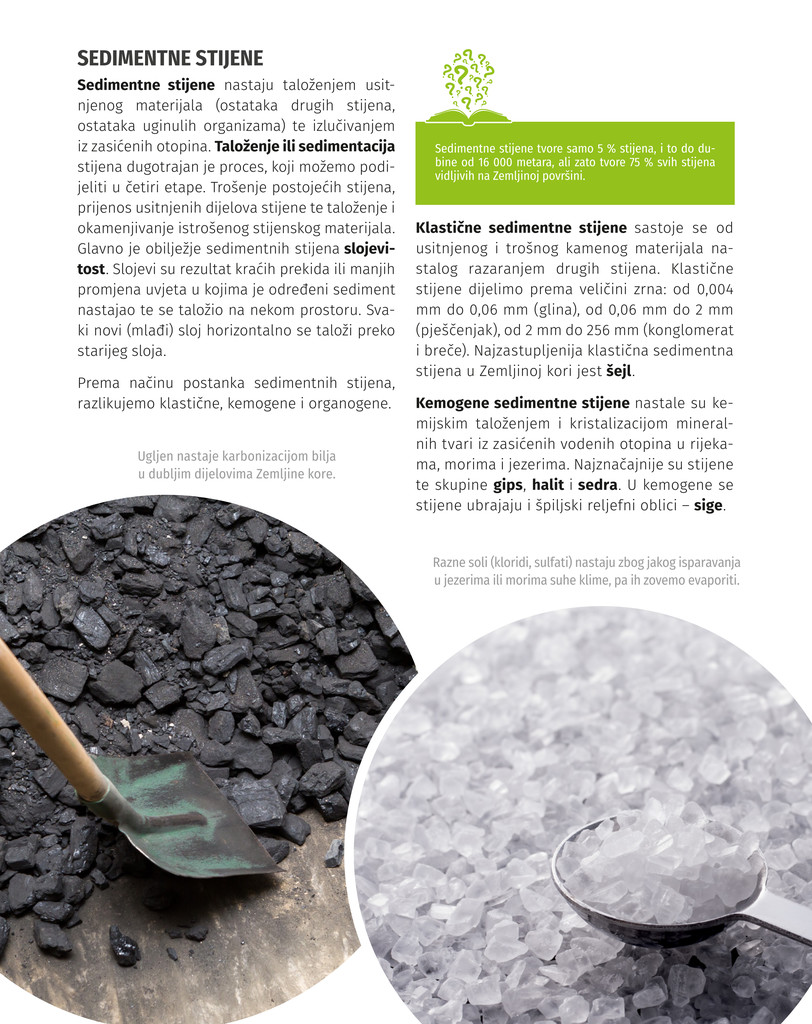 SEDIMENTNE STIJENE
Sedimentne stijene nastaju taloženjem usit-
njenog materijala (ostataka drugih stijena,
ostataka uginulih organizama) te izlučivanjem
iz zasićenih otopina. Taloženje ili sedimentacija
stijena dugotrajan je proces, koji možemo podi-
jeliti u četiri etape. Trošenje postojećih stijena,
prijenos usitnjenih dijelova stijene te taloženje i
okamenjivanje istrošenog stijenskog materijala.
Glavno je obilježje sedimentnih stijena slojevi-
tost. Slojevi su rezultat kraćih prekida ili manjih
promjena uvjeta u kojima je određeni sediment
nastajao te se taložio na nekom prostoru. Sva-
ki novi (mlađi) sloj horizontalno se taloži preko
starijeg sloja.
Prema načinu postanka sedimentnih stijena,
razlikujemo klastične, kemogene i organogene.
Ugljen nastaje karbonizacijom bilja
u dubljim dijelovima Zemljine kore.
Sedimentne stijene tvore samo 5 % stijena, i to do du-
bine od 16 000 metara, ali zato tvore 75 % svih stijena
vidljivih na Zemljinoj površini.
Klastične sedimentne stijene sastoje se od
usitnjenog i trošnog kamenog materijala na-
stalog razaranjem drugih stijena. Klastične
stijene dijelimo prema veličini zrna: od 0,004
mm do 0,06 mm (glina), od 0,06 mm do 2 mm
(pješčenjak), od 2 mm do 256 mm (konglomerat
i breče). Najzastupljenija klastična sedimentna
stijena u Zemljinoj kori jest šejl.
Kemogene sedimentne stijene nastale su ke-
mijskim taloženjem i kristalizacijom mineral-
nih tvari iz zasićenih vodenih otopina u rijeka-
ma, morima i jezerima. Najznačajnije su stijene
te skupine gips, halit i sedra. U kemogene se
stijene ubrajaju i špiljski reljefni oblici – sige.
Razne soli (kloridi, sulfati) nastaju zbog jakog isparavanja
u jezerima ili morima suhe klime, pa ih zovemo evaporiti.